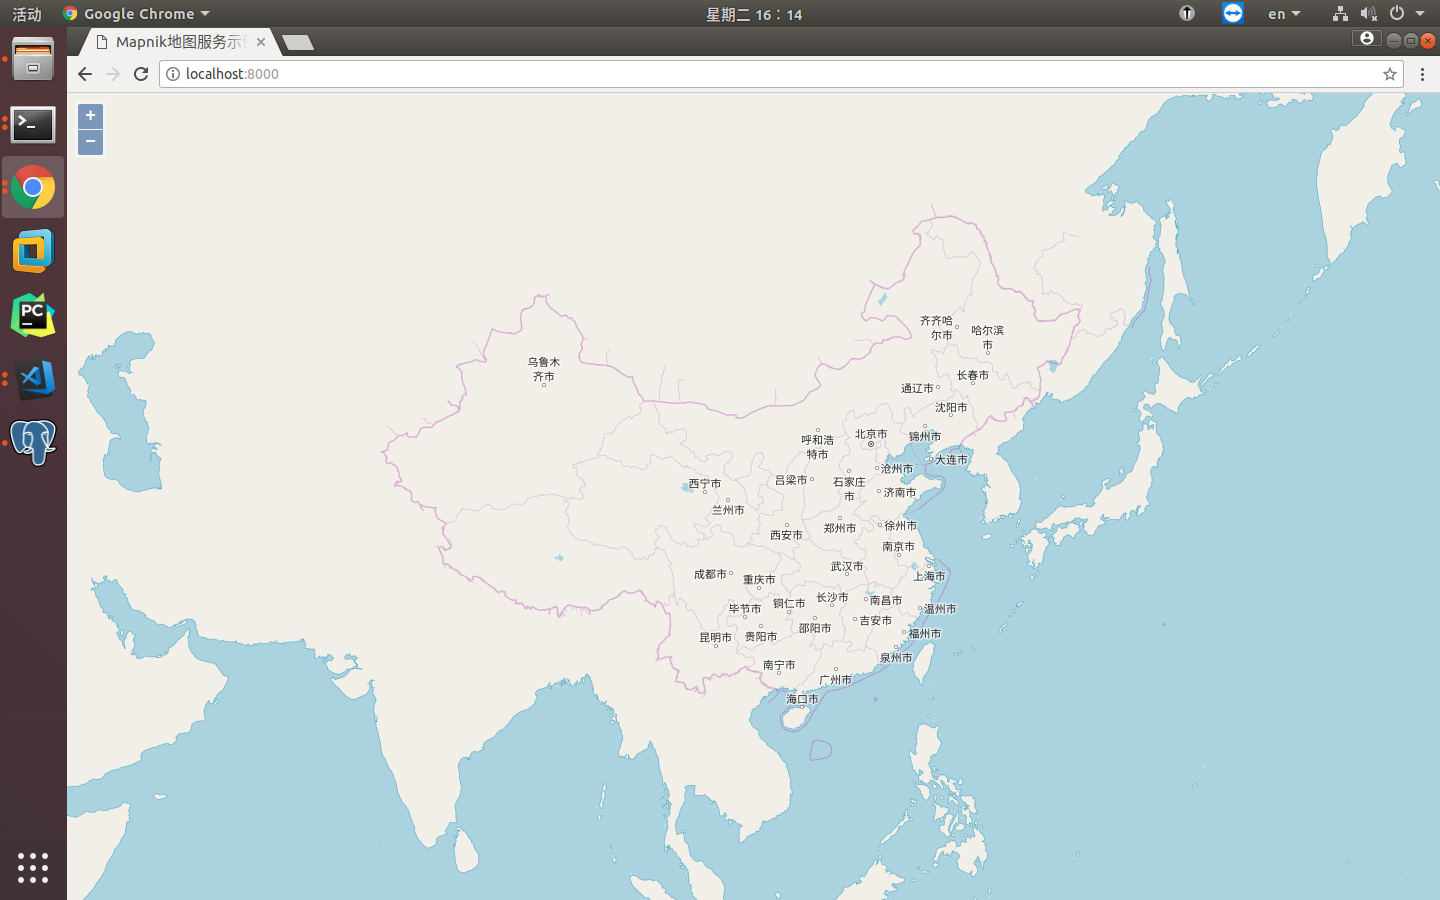 活动
Google Chrome
星期二 16：14
en
Mapnik地图服务示
localhost:8000
+
−
齐齐哈
尔市
哈尔滨
市
乌鲁木
齐市
长春市
通辽市
沈阳市
呼和浩
特市
北京市
锦州市
大连市
沧州市
西宁市
吕梁市
石家庄
市
济南市
兰州市
西安市
郑州市
徐州市
南京市
成都市
重庆市
武汉市
上海市
毕节市
铜仁市
长沙市
南昌市
温州市
昆明市
贵阳市
邵阳市
吉安市
福州市
南宁市
泉州市
广州市
海口市
PC